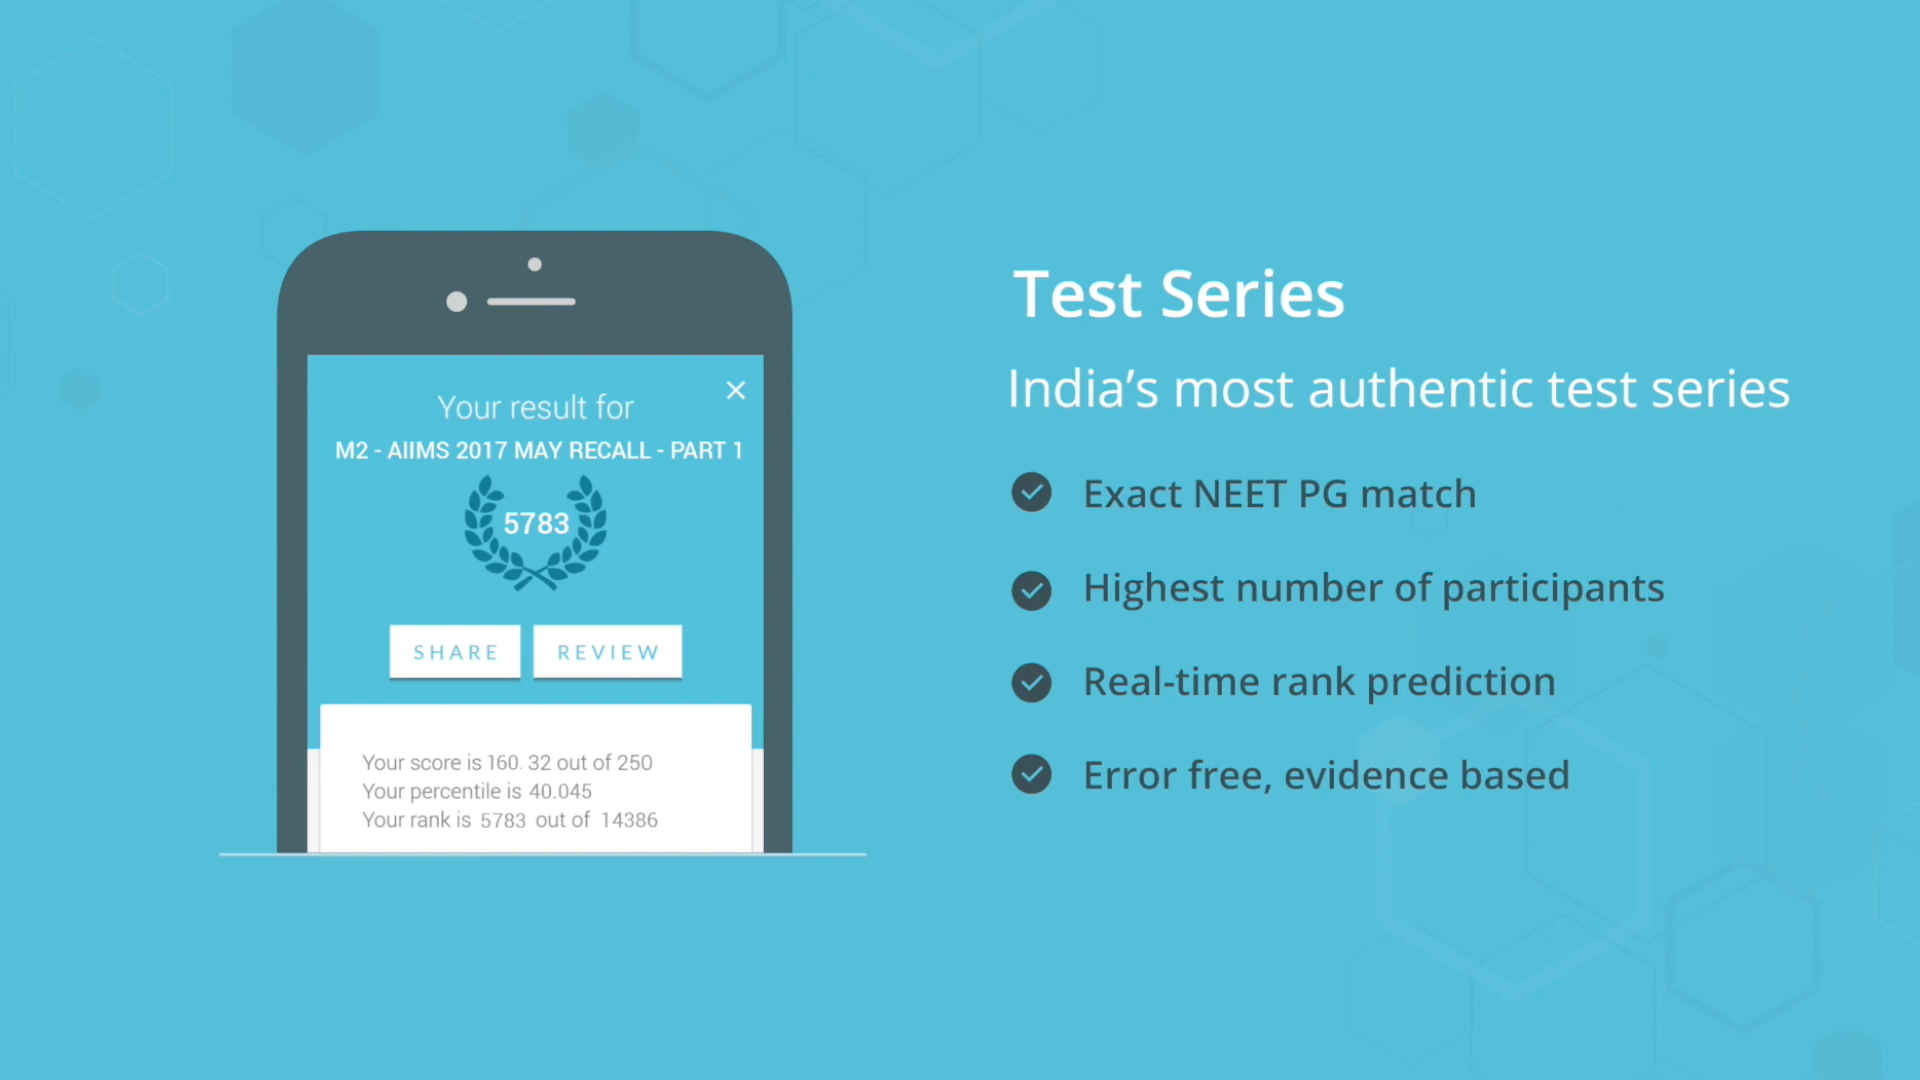 Your result for
M2 - AIIMS 2017 MAY RECALL - PART 1
5783
SHARE
REVIEW
Your score is 160. 32 out of 250
Your percentile is 40.045
Your rank is 5783 out of 14386
Test Series
India’s most authentic test series
Exact NEET PG match
Highest number of participants
Real-time rank prediction
Error free, evidence based